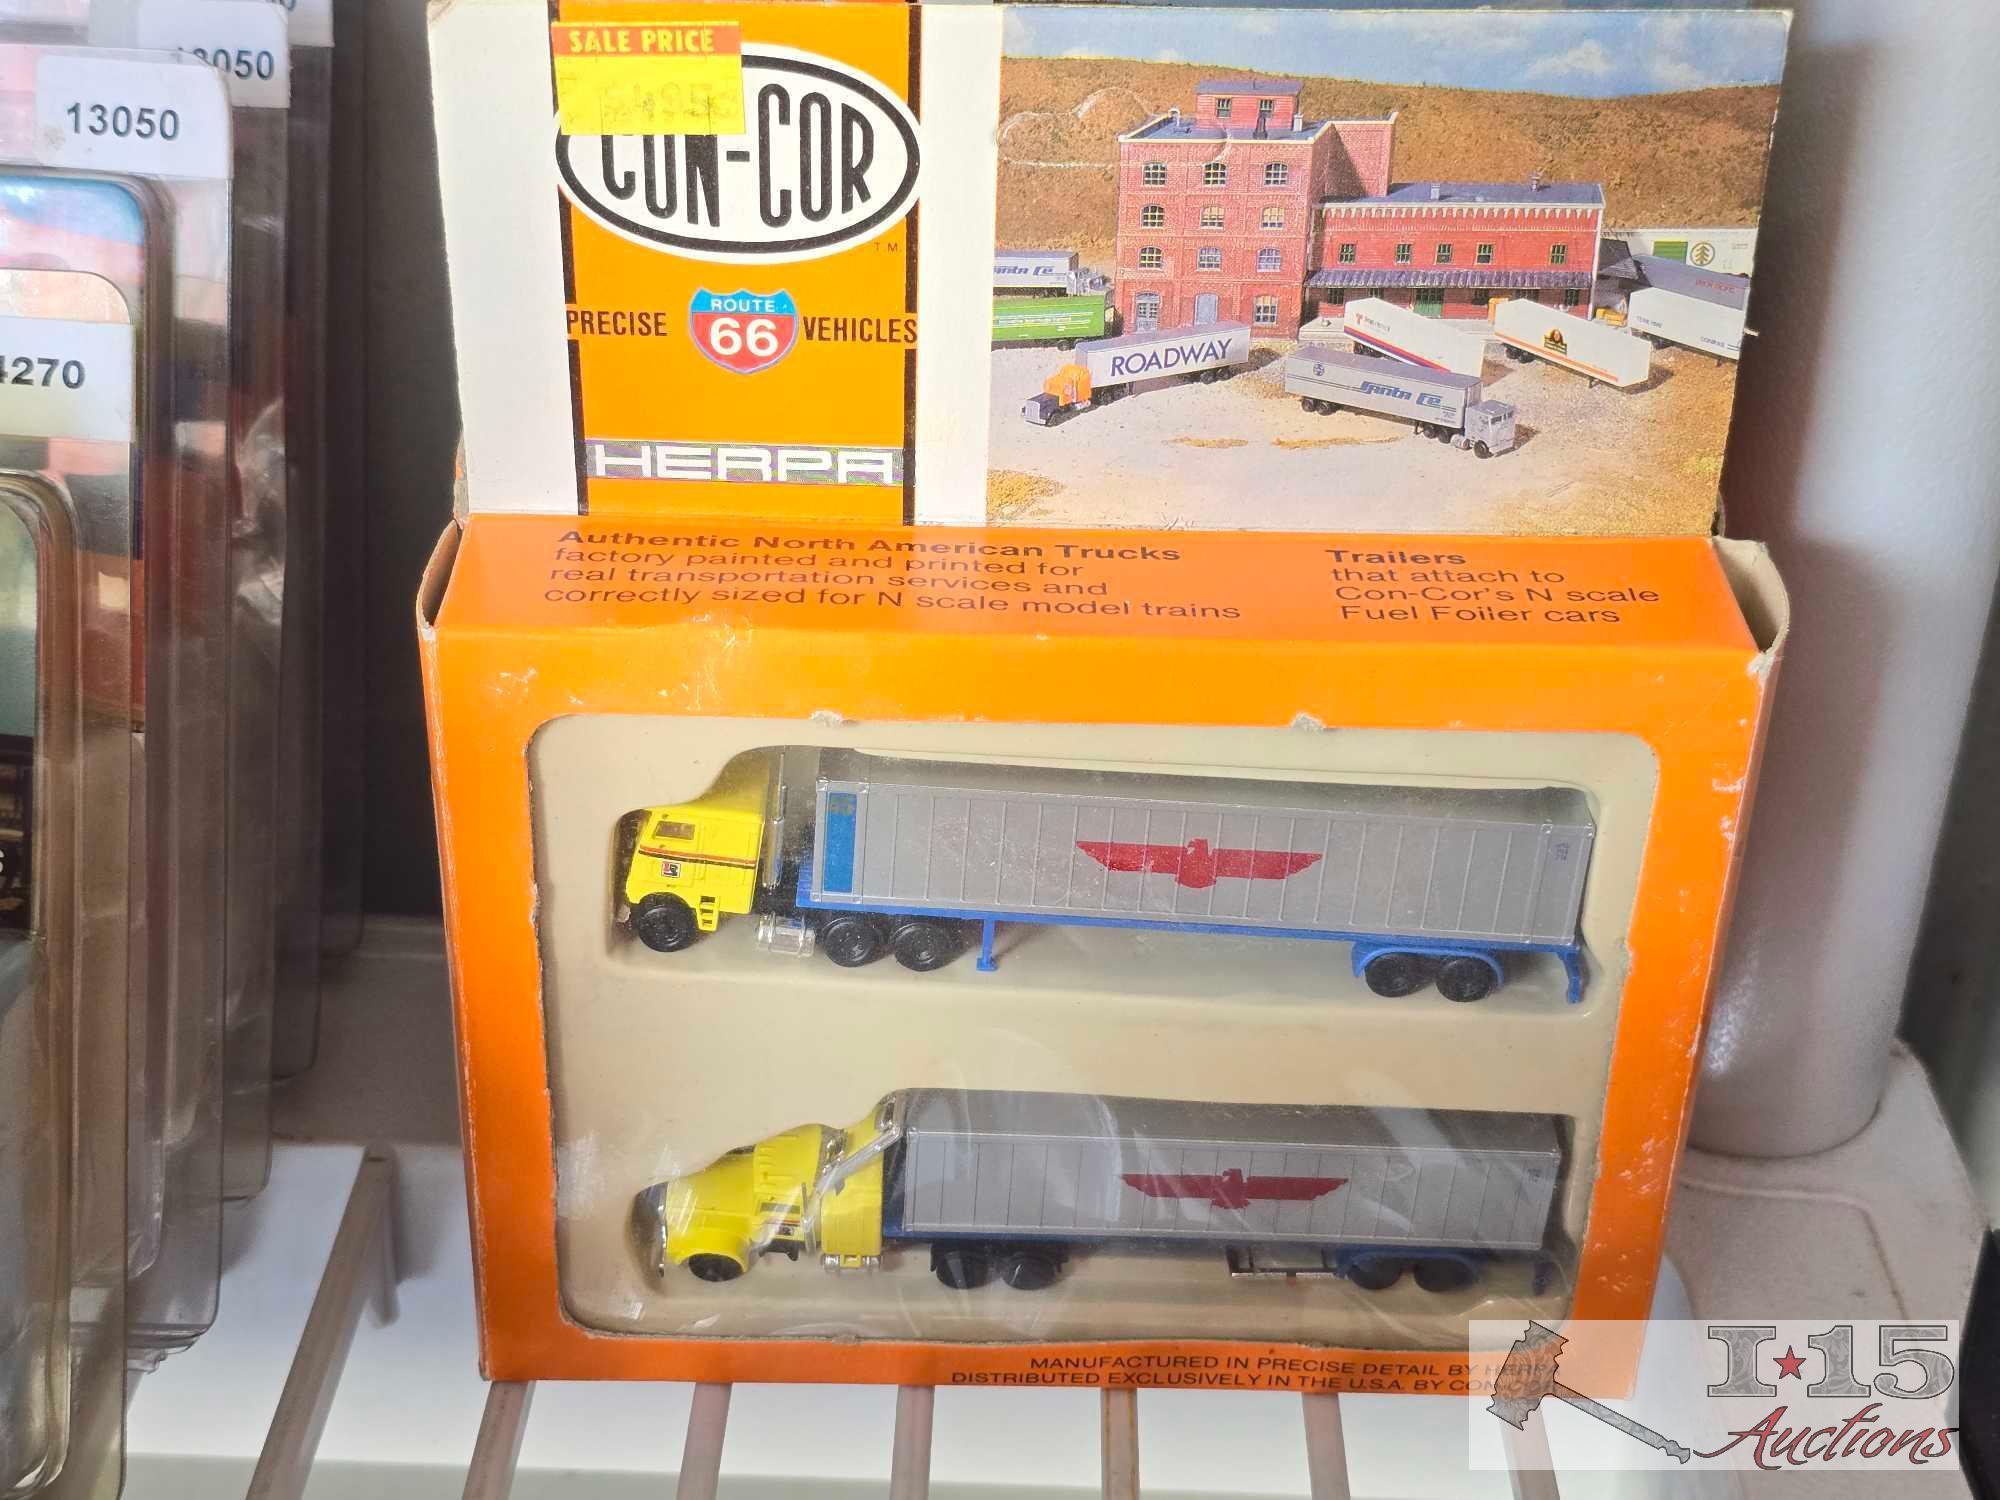 13050
13050
4270
SALE PRICE
CON-COR
TM
PRECISE ROUTE 66 VEHICLES
HERPA
Santa Fe
ROADWAY
Santa Fe
Authentic North American Trucks
factory painted and printed for
real transportation services and
correctly sized for N scale model trains
Trailers
that attach to
Con-Cor's N scale
Fuel Foiler cars
45
MANUFACTURED IN PRECISE DETAIL BY HERPA
DISTRIBUTED EXCLUSIVELY IN THE U.S.A. BY CON-COR
I-15
Auctions